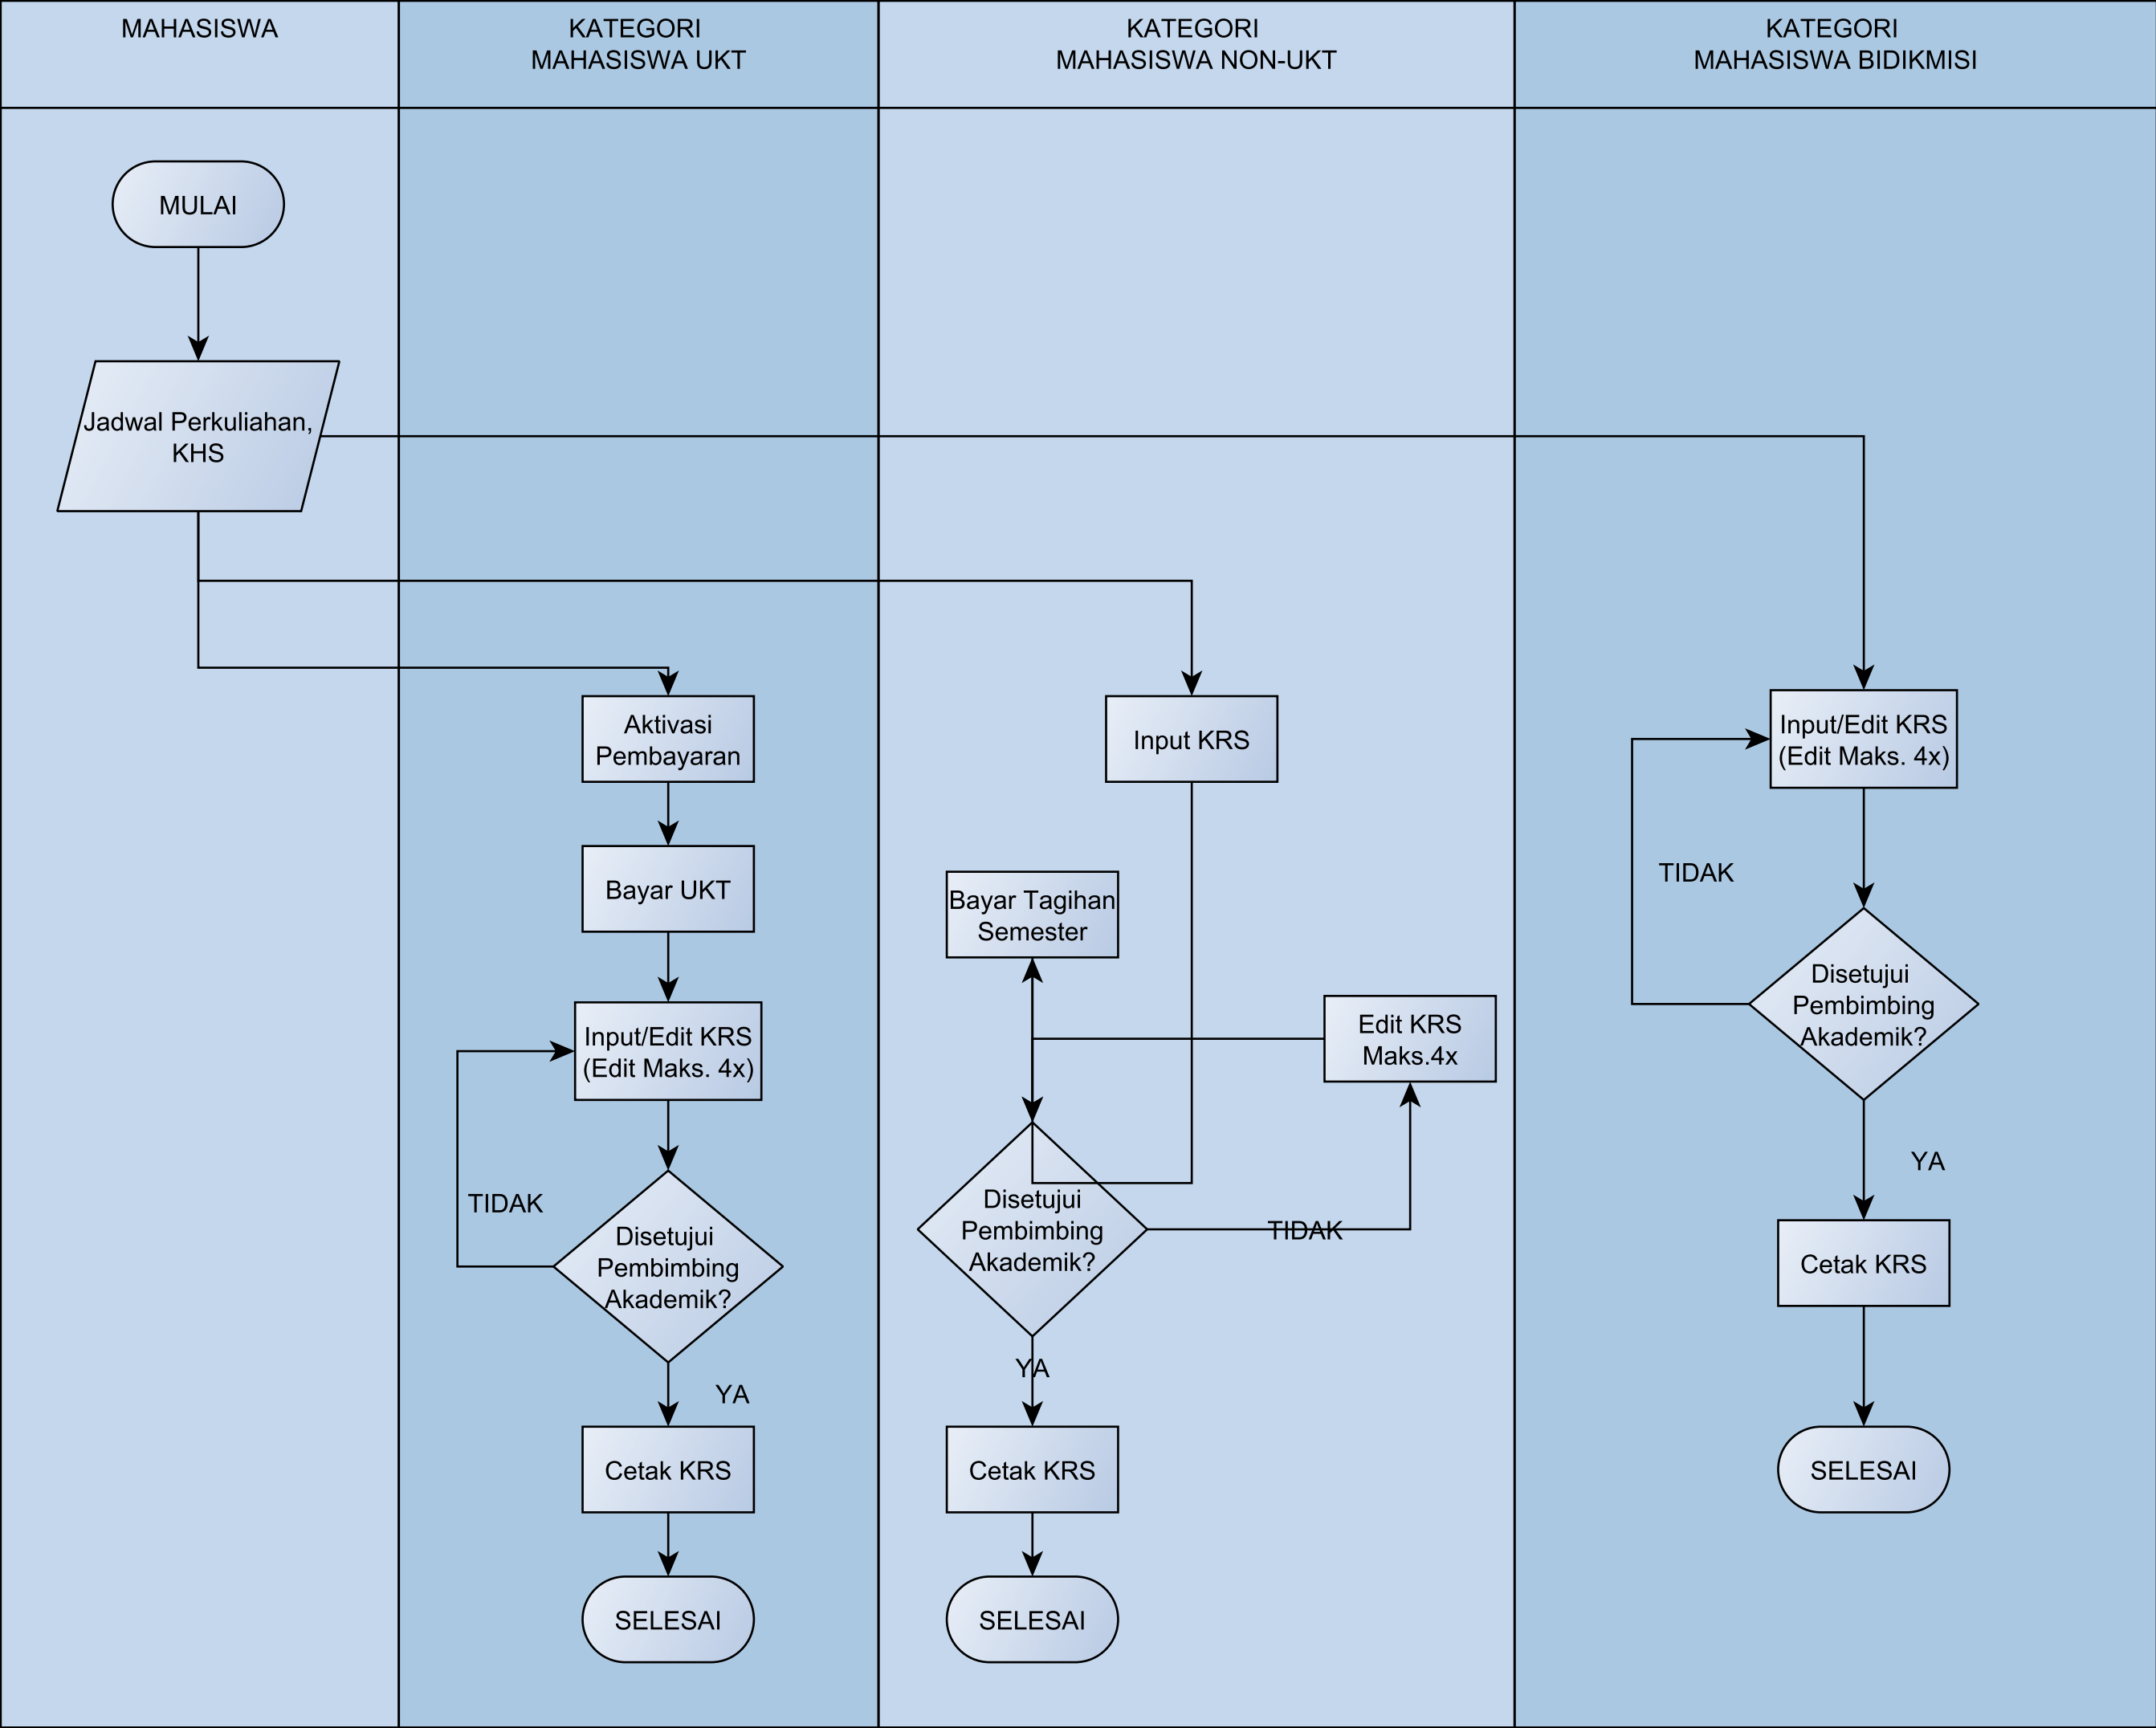 MAHASISWA
KATEGORI
MAHASISWA UKT
KATEGORI
MAHASISWA NON-UKT
KATEGORI
MAHASISWA BIDIKMISI
MULAI
Jadwal Perkuliahan,
KHS
Aktivasi
Pembayaran
Bayar UKT
Input/Edit KRS
(Edit Maks. 4x)
TIDAK
Disetujui
Pembimbing
Akademik?
YA
Cetak KRS
SELESAI
Input KRS
Bayar Tagihan
Semester
Edit KRS
Maks.4x
Disetujui
Pembimbing
Akademik?
TIDAK
YA
Cetak KRS
SELESAI
Input/Edit KRS
(Edit Maks. 4x)
TIDAK
Disetujui
Pembimbing
Akademik?
YA
Cetak KRS
SELESAI